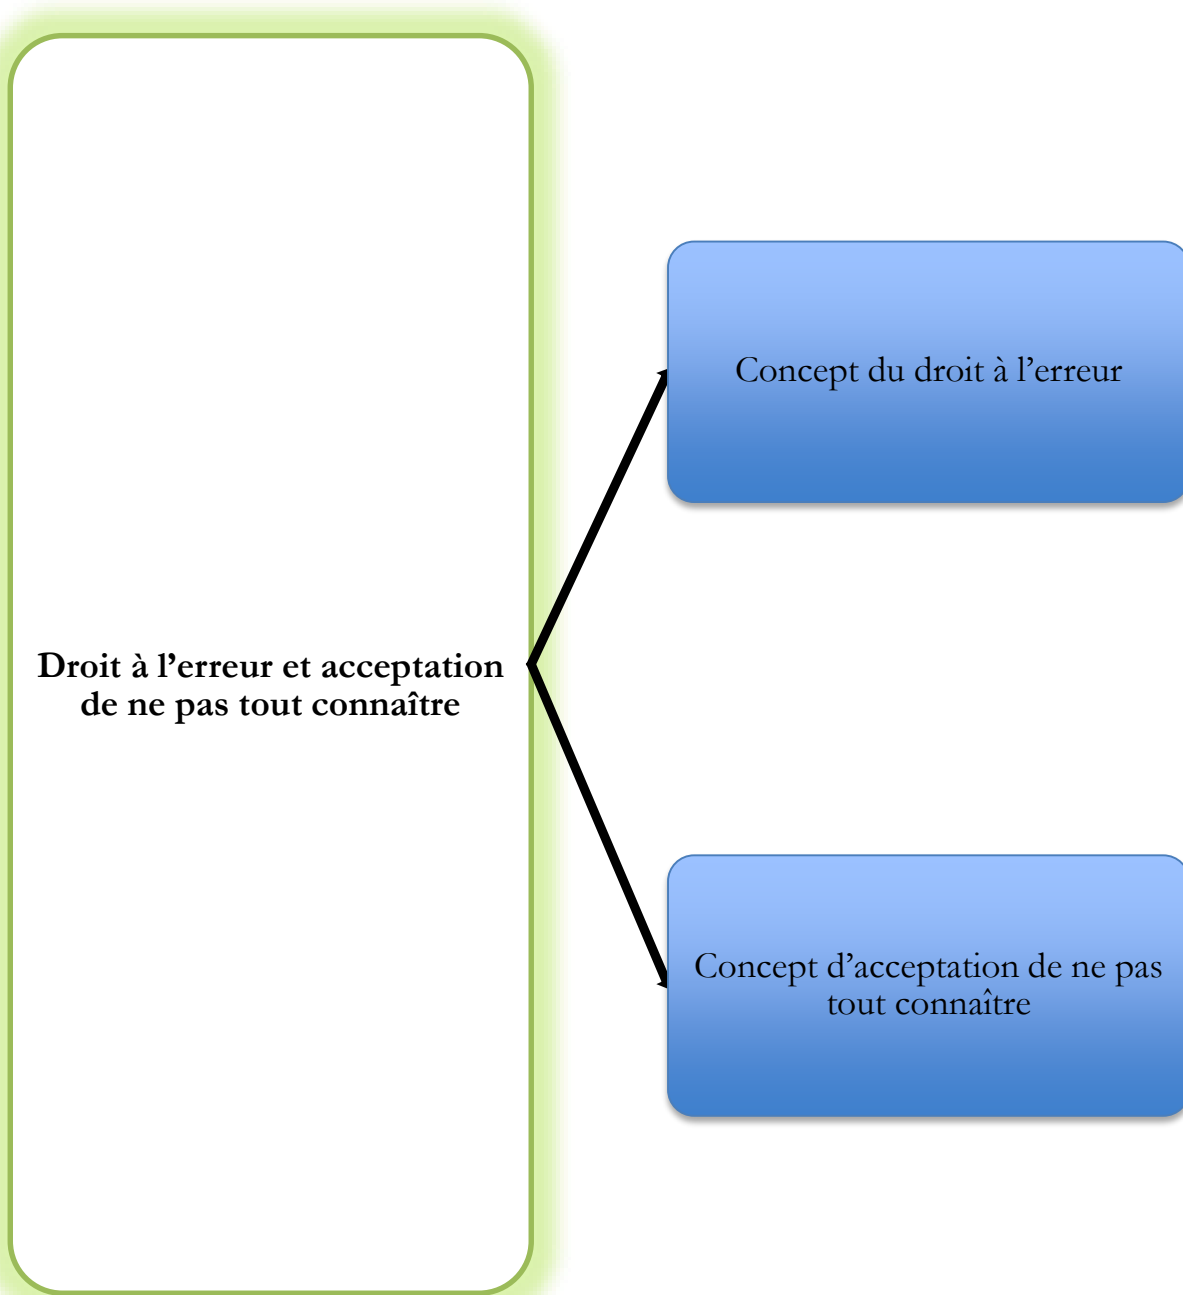 Concept du droit à l’erreur
Droit à l’erreur et acceptation
de ne pas tout connaître
Concept d’acceptation de ne pas
tout connaître